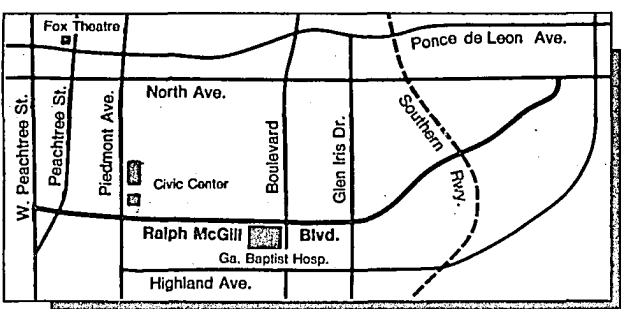 Fox Theatre
Ponce de Leon Ave.
North Ave.
W. Peachtree St.
Peachtree St.
Piedmont Ave.
Boulevard
Glen Iris Dr.
Southern
Rwy.
Civic Center
Ralph McGill Blvd.
Ga. Baptist Hosp.
Highland Ave.